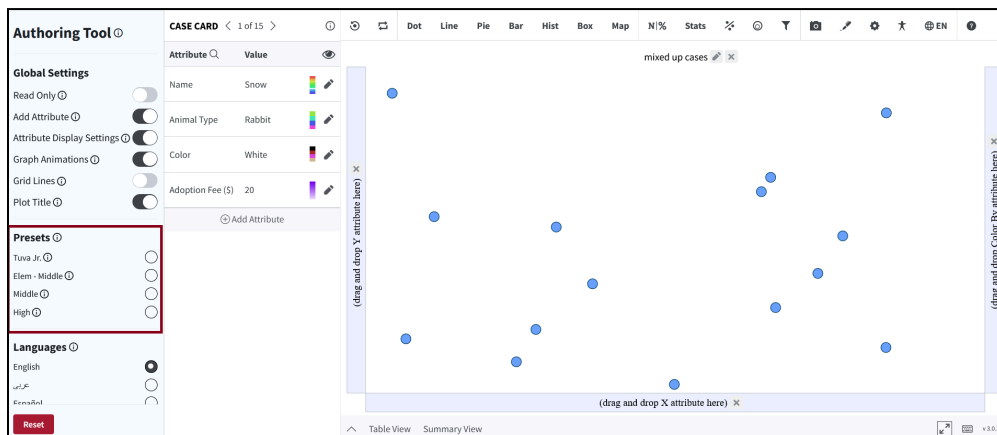 Authoring Tool
Global Settings
Read Only
Add Attribute
Attribute Display Settings
Graph Animations
Grid Lines
Plot Title
Presets
Tuva Jr.
Elem - Middle
Middle
High
Languages
English
عربى
Español
Reset
CASE CARD < 1 of 15 >
Attribute Value
Name Snow
Animal Type Rabbit
Color White
Adoption Fee ($) 20
Add Attribute
Dot Line Pie Bar Hist Box Map N|% Stats EN
mixed up cases
(drag and drop Y attribute here)
(drag and drop Color By attribute here)
(drag and drop X attribute here)
Table View Summary View